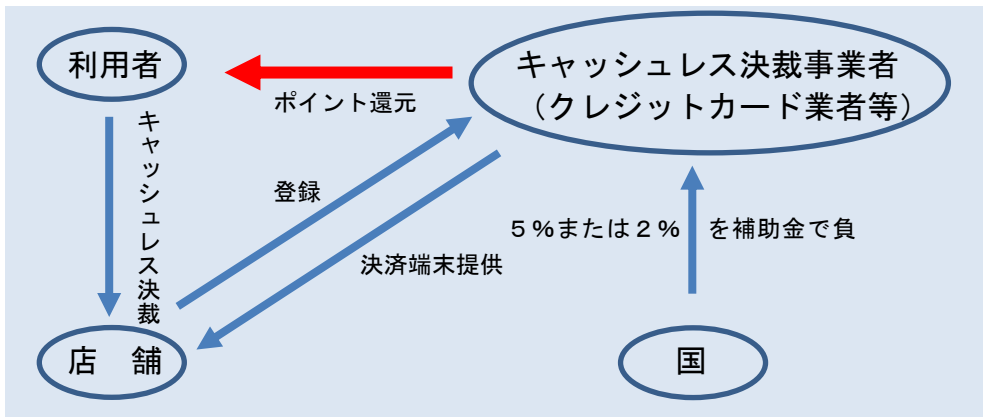 利用者
キャッシュレス決裁事業者
（クレジットカード業者等）
ポイント還元
キャッシュレス決裁
登録
５％または２％　を補助金で負
決済端末提供
店　舗
国